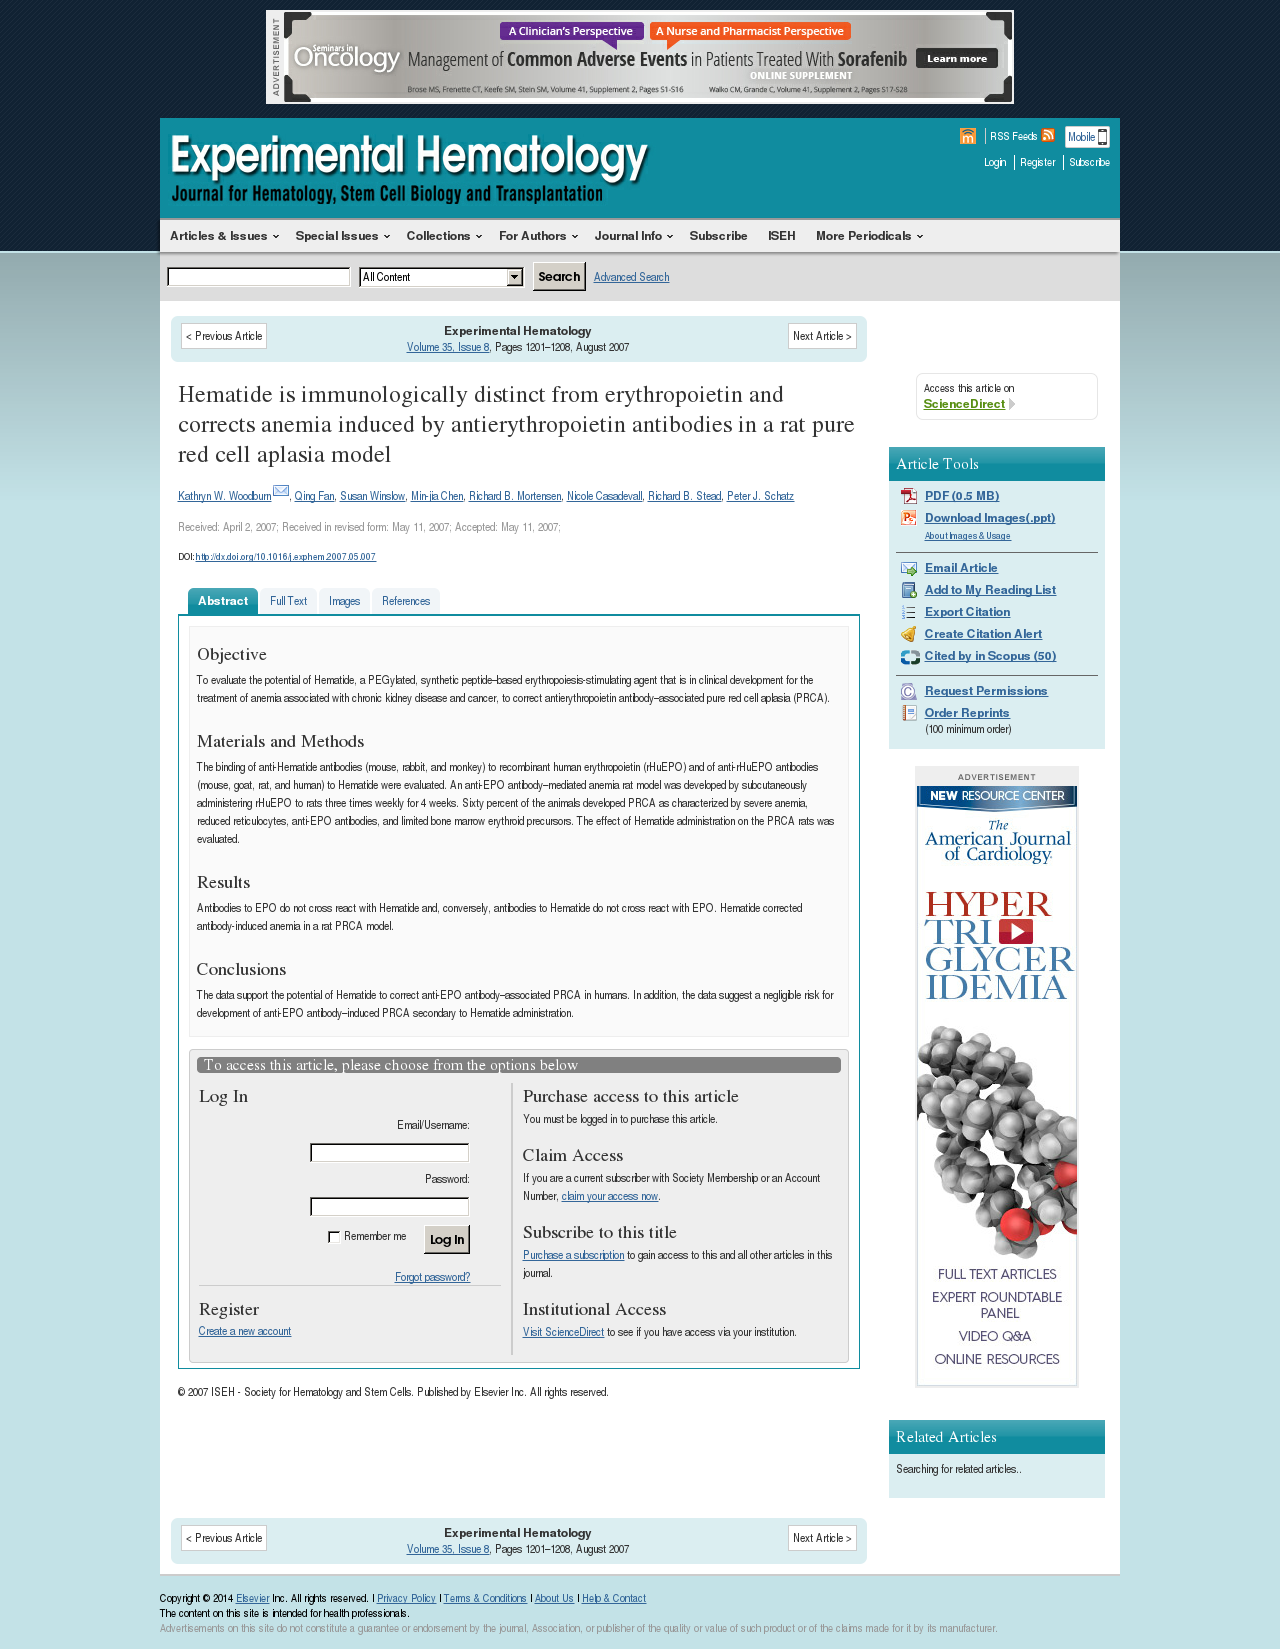 ADVERTISEMENT
A Clinician's Perspective
A Nurse and Pharmacist Perspective
Seminars in
Oncology
Management of Common Adverse Events in Patients Treated With Sorafenib
Learn more
ONLINE SUPPLEMENT
Brose MS, Frenette CT, Keefe SM, Stein SM, Volume 41, Supplement 2, Pages S1-S16
Walko CM, Grande C, Volume 41, Supplement 2, Pages S17-S28
Experimental Hematology
Journal for Hematology, Stem Cell Biology and Transplantation
RSS Feeds
Mobile
Login
Register
Subscribe
Articles & Issues
Special Issues
Collections
For Authors
Journal Info
Subscribe
ISEH
More Periodicals
All Content
Search
Advanced Search
< Previous Article
Experimental Hematology
Volume 35, Issue 8, Pages 1201–1208, August 2007
Next Article >
Hematide is immunologically distinct from erythropoietin and
corrects anemia induced by antierythropoietin antibodies in a rat pure
red cell aplasia model
Kathryn W. Woodburn, Qing Fan, Susan Winslow, Min-jia Chen, Richard B. Mortensen, Nicole Casadevall, Richard B. Stead, Peter J. Schatz
Received: April 2, 2007; Received in revised form: May 11, 2007; Accepted: May 11, 2007;
DOI: http://dx.doi.org/10.1016/j.exphem.2007.05.007
Abstract
Full Text
Images
References
Objective
To evaluate the potential of Hematide, a PEGylated, synthetic peptide–based erythropoiesis-stimulating agent that is in clinical development for the
treatment of anemia associated with chronic kidney disease and cancer, to correct antierythropoietin antibody–associated pure red cell aplasia (PRCA).
Materials and Methods
The binding of anti-Hematide antibodies (mouse, rabbit, and monkey) to recombinant human erythropoietin (rHuEPO) and of anti-rHuEPO antibodies
(mouse, goat, rat, and human) to Hematide were evaluated. An anti-EPO antibody–mediated anemia rat model was developed by subcutaneously
administering rHuEPO to rats three times weekly for 4 weeks. Sixty percent of the animals developed PRCA as characterized by severe anemia,
reduced reticulocytes, anti-EPO antibodies, and limited bone marrow erythroid precursors. The effect of Hematide administration on the PRCA rats was
evaluated.
Results
Antibodies to EPO do not cross react with Hematide and, conversely, antibodies to Hematide do not cross react with EPO. Hematide corrected
antibody-induced anemia in a rat PRCA model.
Conclusions
The data support the potential of Hematide to correct anti-EPO antibody–associated PRCA in humans. In addition, the data suggest a negligible risk for
development of anti-EPO antibody–induced PRCA secondary to Hematide administration.
To access this article, please choose from the options below
Log In
Email/Username:
Password:
Remember me
Log In
Forgot password?
Register
Create a new account
Purchase access to this article
You must be logged in to purchase this article.
Claim Access
If you are a current subscriber with Society Membership or an Account
Number, claim your access now.
Subscribe to this title
Purchase a subscription to gain access to this and all other articles in this
journal.
Institutional Access
Visit ScienceDirect to see if you have access via your institution.
© 2007 ISEH - Society for Hematology and Stem Cells. Published by Elsevier Inc. All rights reserved.
Access this article on
ScienceDirect
Article Tools
PDF (0.5 MB)
Download Images(.ppt)
About Images & Usage
Email Article
Add to My Reading List
Export Citation
Create Citation Alert
Cited by in Scopus (50)
Request Permissions
Order Reprints
(100 minimum order)
ADVERTISEMENT
NEW RESOURCE CENTER
The
American Journal
of Cardiology
HYPER
TRI
GLYCER
IDEMIA
FULL TEXT ARTICLES
EXPERT ROUNDTABLE
PANEL
VIDEO Q&A
ONLINE RESOURCES
Related Articles
Searching for related articles..
< Previous Article
Experimental Hematology
Volume 35, Issue 8, Pages 1201–1208, August 2007
Next Article >
Copyright © 2014 Elsevier Inc. All rights reserved. | Privacy Policy | Terms & Conditions | About Us | Help & Contact
The content on this site is intended for health professionals.
Advertisements on this site do not constitute a guarantee or endorsement by the journal, Association, or publisher of the quality or value of such product or of the claims made for it by its manufacturer.